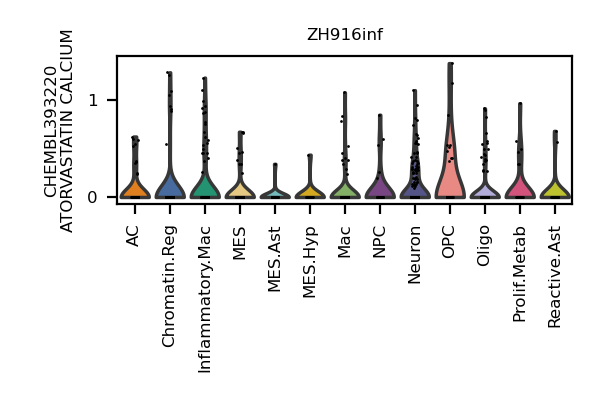 ZH916inf
CHEMBL393220
ATORVASTATIN CALCIUM
1
0
AC
Chromatin.Reg
Inflammatory.Mac
MES
MES.Ast
MES.Hyp
Mac
NPC
Neuron
OPC
Oligo
Prolif.Metab
Reactive.Ast